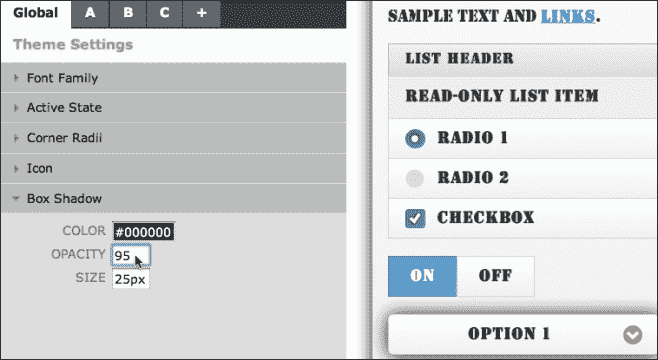 Global A B C +
Theme Settings
Font Family
Active State
Corner Radii
Icon
Box Shadow
COLOR #000000
OPACITY 95
SIZE 25px
SAMPLE TEXT AND LINKS.
LIST HEADER
READ-ONLY LIST ITEM
RADIO 1
RADIO 2
CHECKBOX
ON OFF
OPTION 1